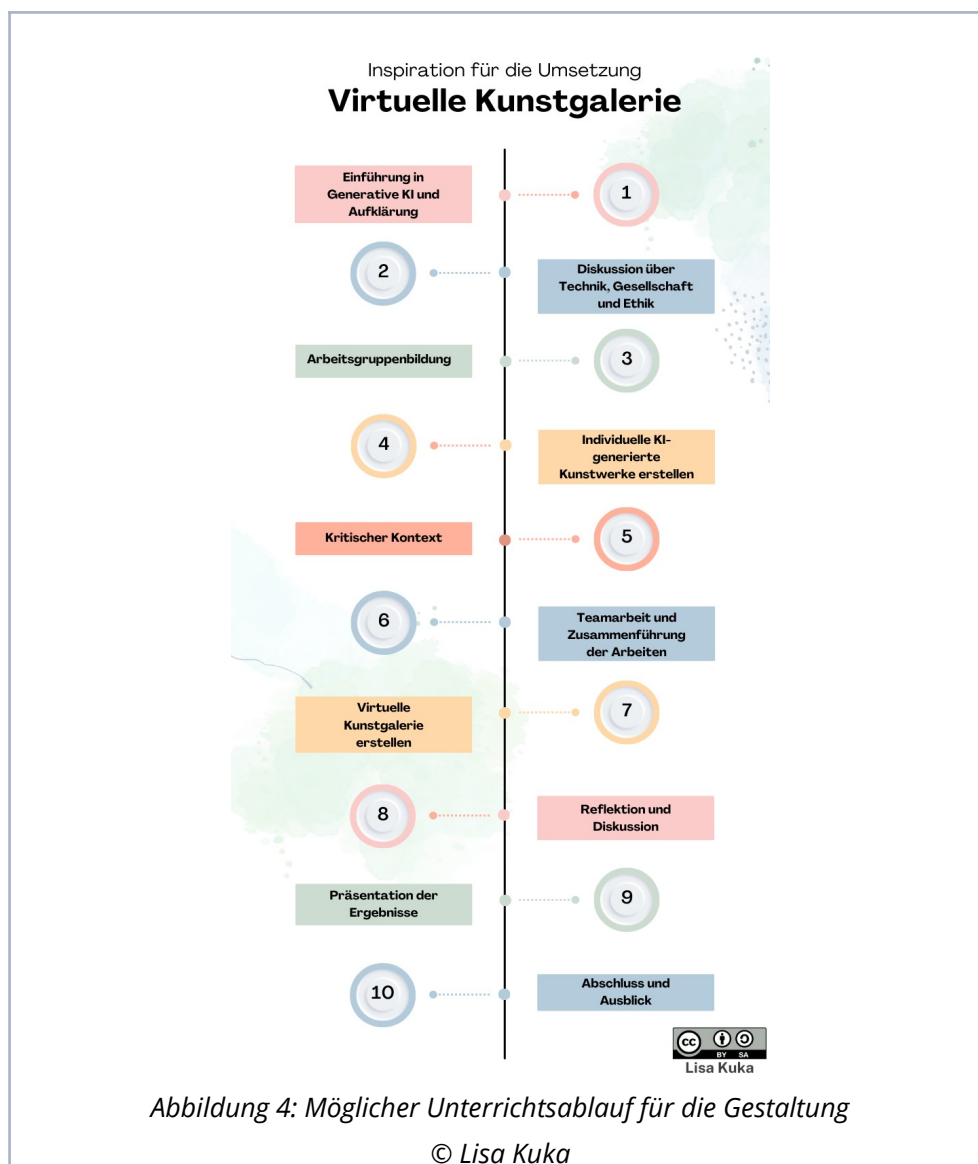 Inspiration für die Umsetzung
Virtuelle Kunstgalerie
Einführung in
Generative KI und
Aufklärung
1
2
Diskussion über
Technik, Gesellschaft
und Ethik
Arbeitsgruppenbildung
3
4
Individuelle KI-
generierte
Kunstwerke erstellen
Kritischer Kontext
5
6
Teamarbeit und
Zusammenführung
der Arbeiten
Virtuelle
Kunstgalerie
erstellen
7
8
Reflektion und
Diskussion
Präsentation der
Ergebnisse
9
10
Abschluss und
Ausblick
cc
BY SA
Lisa Kuka
Abbildung 4: Möglicher Unterrichtsablauf für die Gestaltung
© Lisa Kuka